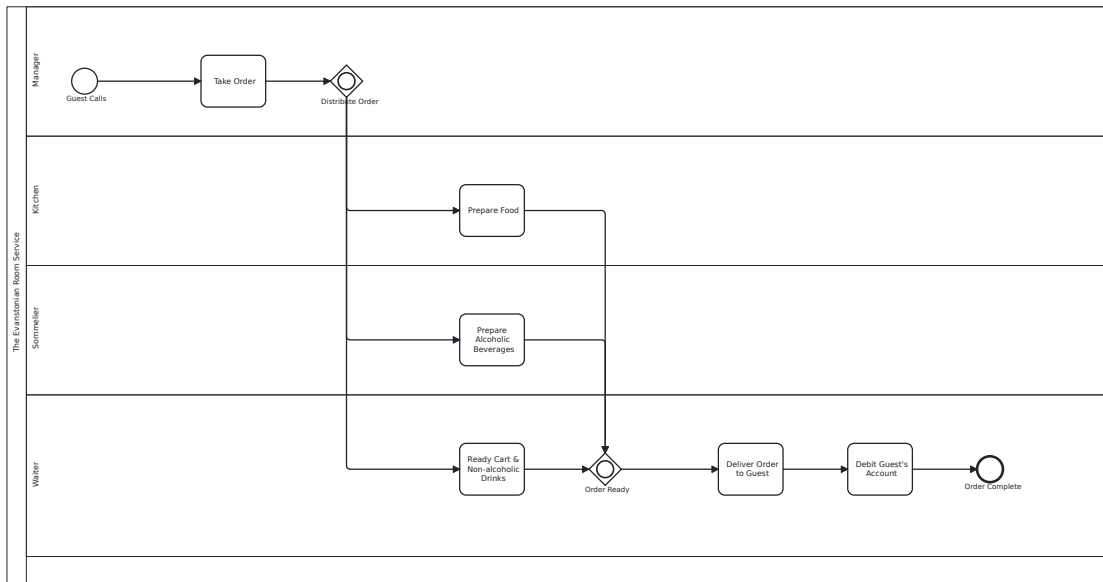 The Evanstonian Room Service
Manager
Guest Calls
Take Order
Distribute Order
Kitchen
Prepare Food
Sommelier
Prepare
Alcoholic
Beverages
Waiter
Ready Cart &
Non-alcoholic
Drinks
Order Ready
Deliver Order
to Guest
Debit Guest's
Account
Order Complete